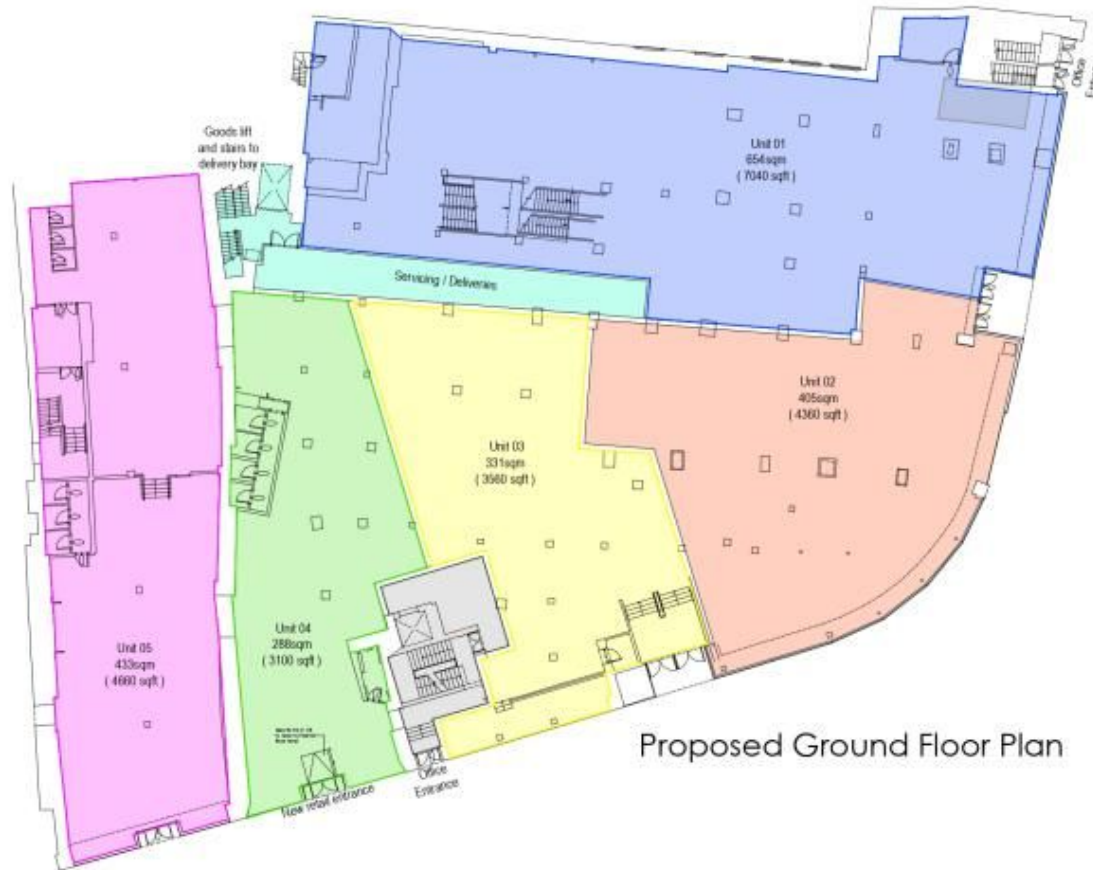 Office
Goods lift
and stairs to
delivery bay
Unit 01
654sqm
( 7040 sqft )
Servicing / Deliveries
Unit 02
405sqm
( 4360 sqft )
Unit 03
331sqm
( 3560 sqft )
Unit 04
288sqm
( 3100 sqft )
Unit 05
433sqm
( 4660 sqft )
Proposed Ground Floor Plan
Office
Entrance
New retail entrance